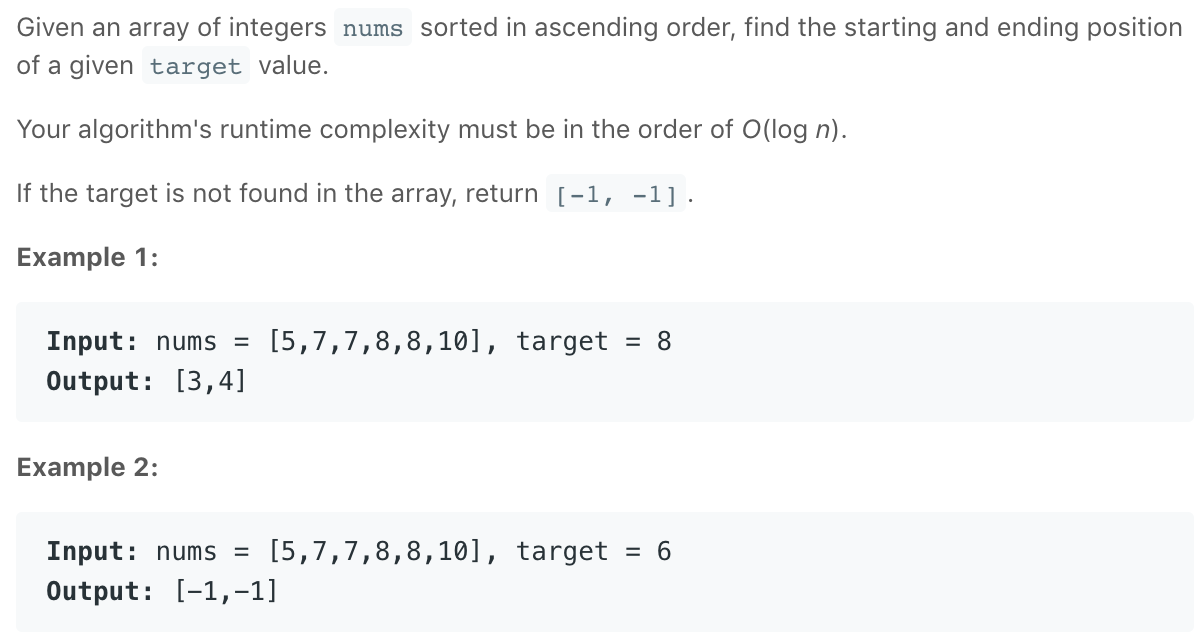 Given an array of integers nums sorted in ascending order, find the starting and ending position
of a given target value.
Your algorithm's runtime complexity must be in the order of O(log n).
If the target is not found in the array, return [-1, -1].
Example 1:
Input: nums = [5,7,7,8,8,10], target = 8
Output: [3,4]
Example 2:
Input: nums = [5,7,7,8,8,10], target = 6
Output: [-1,-1]